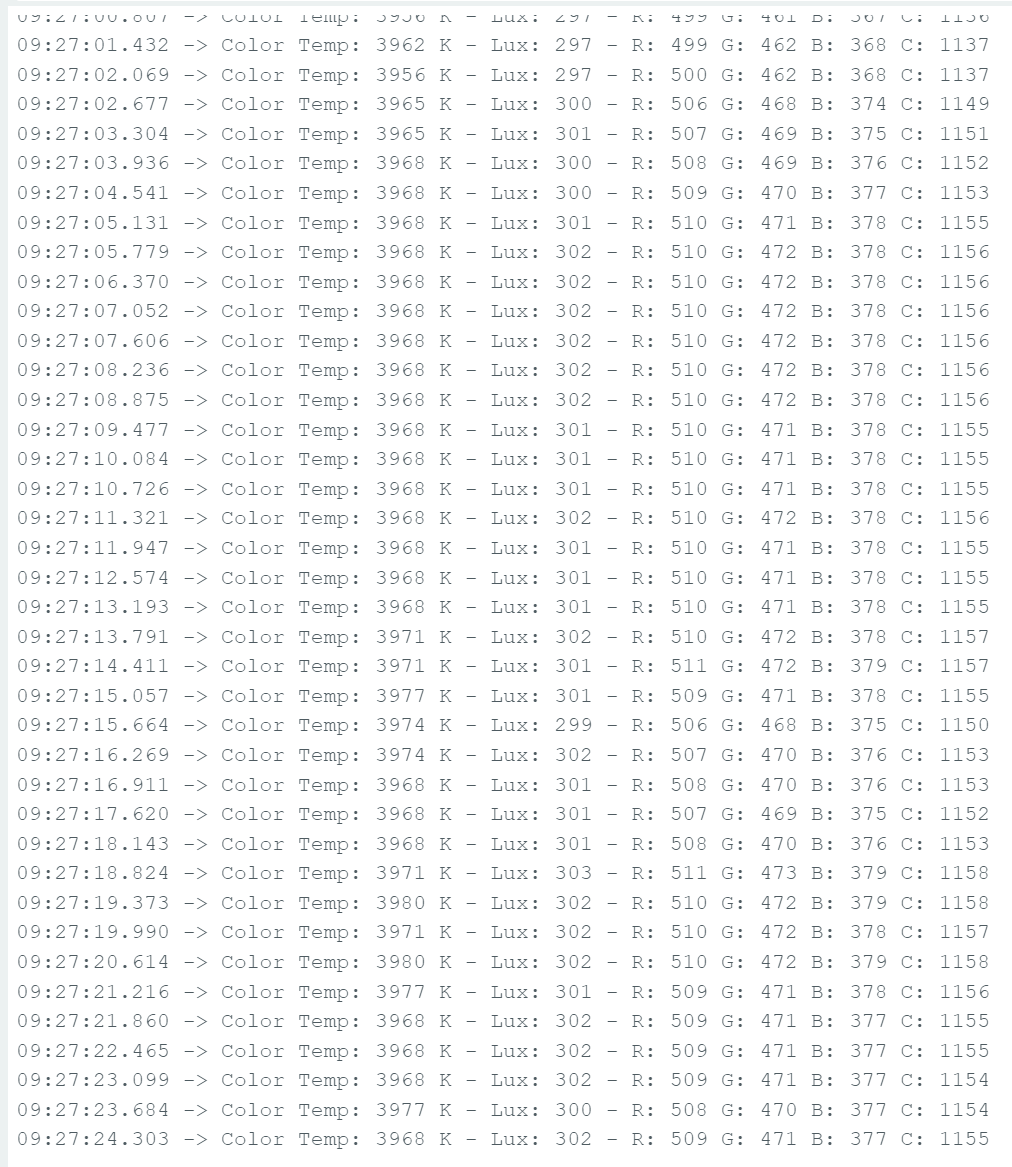 09:27:00.807 -> Color Temp: 3956 K - Lux: 297 - R: 499 G: 461 B: 367 C: 1136
09:27:01.432 -> Color Temp: 3962 K - Lux: 297 - R: 499 G: 462 B: 368 C: 1137
09:27:02.069 -> Color Temp: 3956 K - Lux: 297 - R: 500 G: 462 B: 368 C: 1137
09:27:02.677 -> Color Temp: 3965 K - Lux: 300 - R: 506 G: 468 B: 374 C: 1149
09:27:03.304 -> Color Temp: 3965 K - Lux: 301 - R: 507 G: 469 B: 375 C: 1151
09:27:03.936 -> Color Temp: 3968 K - Lux: 300 - R: 508 G: 469 B: 376 C: 1152
09:27:04.541 -> Color Temp: 3968 K - Lux: 300 - R: 509 G: 470 B: 377 C: 1153
09:27:05.131 -> Color Temp: 3968 K - Lux: 301 - R: 510 G: 471 B: 378 C: 1155
09:27:05.779 -> Color Temp: 3968 K - Lux: 302 - R: 510 G: 472 B: 378 C: 1156
09:27:06.370 -> Color Temp: 3968 K - Lux: 302 - R: 510 G: 472 B: 378 C: 1156
09:27:07.052 -> Color Temp: 3968 K - Lux: 302 - R: 510 G: 472 B: 378 C: 1156
09:27:07.606 -> Color Temp: 3968 K - Lux: 302 - R: 510 G: 472 B: 378 C: 1156
09:27:08.236 -> Color Temp: 3968 K - Lux: 302 - R: 510 G: 472 B: 378 C: 1156
09:27:08.875 -> Color Temp: 3968 K - Lux: 302 - R: 510 G: 472 B: 378 C: 1156
09:27:09.477 -> Color Temp: 3968 K - Lux: 301 - R: 510 G: 471 B: 378 C: 1155
09:27:10.084 -> Color Temp: 3968 K - Lux: 301 - R: 510 G: 471 B: 378 C: 1155
09:27:10.726 -> Color Temp: 3968 K - Lux: 301 - R: 510 G: 471 B: 378 C: 1155
09:27:11.321 -> Color Temp: 3968 K - Lux: 302 - R: 510 G: 472 B: 378 C: 1156
09:27:11.947 -> Color Temp: 3968 K - Lux: 301 - R: 510 G: 471 B: 378 C: 1155
09:27:12.574 -> Color Temp: 3968 K - Lux: 301 - R: 510 G: 471 B: 378 C: 1155
09:27:13.193 -> Color Temp: 3968 K - Lux: 301 - R: 510 G: 471 B: 378 C: 1155
09:27:13.791 -> Color Temp: 3971 K - Lux: 302 - R: 510 G: 472 B: 378 C: 1157
09:27:14.411 -> Color Temp: 3971 K - Lux: 301 - R: 511 G: 472 B: 379 C: 1157
09:27:15.057 -> Color Temp: 3977 K - Lux: 301 - R: 509 G: 471 B: 378 C: 1155
09:27:15.664 -> Color Temp: 3974 K - Lux: 299 - R: 506 G: 468 B: 375 C: 1150
09:27:16.269 -> Color Temp: 3974 K - Lux: 302 - R: 507 G: 470 B: 376 C: 1153
09:27:16.911 -> Color Temp: 3968 K - Lux: 301 - R: 508 G: 470 B: 376 C: 1153
09:27:17.620 -> Color Temp: 3968 K - Lux: 301 - R: 507 G: 469 B: 375 C: 1152
09:27:18.143 -> Color Temp: 3968 K - Lux: 301 - R: 508 G: 470 B: 376 C: 1153
09:27:18.824 -> Color Temp: 3971 K - Lux: 303 - R: 511 G: 473 B: 379 C: 1158
09:27:19.373 -> Color Temp: 3980 K - Lux: 302 - R: 510 G: 472 B: 379 C: 1158
09:27:19.990 -> Color Temp: 3971 K - Lux: 302 - R: 510 G: 472 B: 378 C: 1157
09:27:20.614 -> Color Temp: 3980 K - Lux: 302 - R: 510 G: 472 B: 379 C: 1158
09:27:21.216 -> Color Temp: 3977 K - Lux: 301 - R: 509 G: 471 B: 378 C: 1156
09:27:21.860 -> Color Temp: 3968 K - Lux: 302 - R: 509 G: 471 B: 377 C: 1155
09:27:22.465 -> Color Temp: 3968 K - Lux: 302 - R: 509 G: 471 B: 377 C: 1155
09:27:23.099 -> Color Temp: 3968 K - Lux: 302 - R: 509 G: 471 B: 377 C: 1154
09:27:23.684 -> Color Temp: 3977 K - Lux: 300 - R: 508 G: 470 B: 377 C: 1154
09:27:24.303 -> Color Temp: 3968 K - Lux: 302 - R: 509 G: 471 B: 377 C: 1155